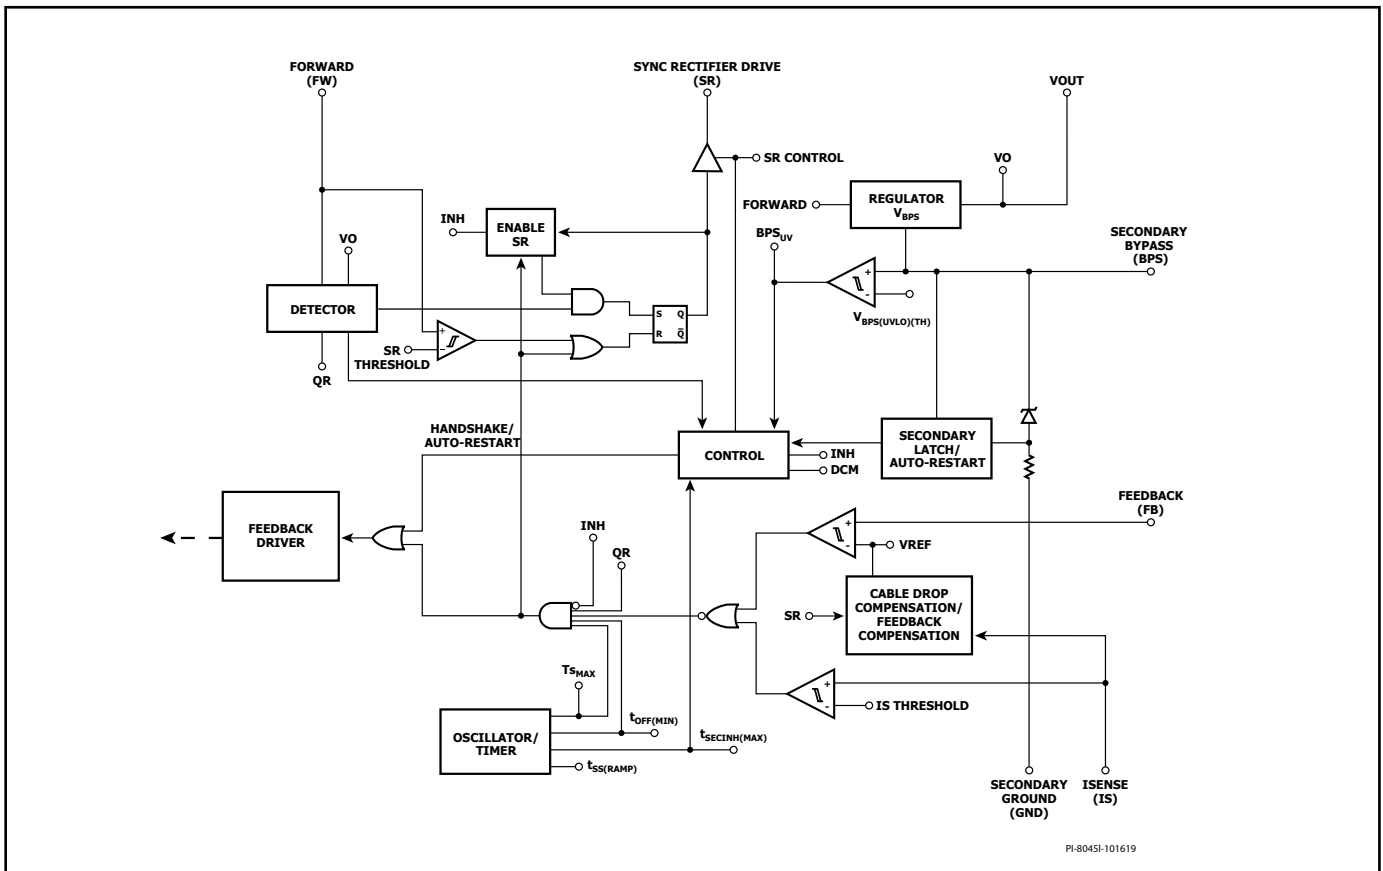 FORWARD
(FW)
SYNC RECTIFIER DRIVE
(SR)
VOUT
SR CONTROL
VO
REGULATOR
VBPS
FORWARD
INH
ENABLE
SR
BPSUV
SECONDARY
BYPASS
(BPS)
VO
+
-
DETECTOR
S Q
R Q̅
VBPS(UVLO)(TH)
+
–
SR
THRESHOLD
QR
HANDSHAKE/
AUTO-RESTART
CONTROL
INH
DCM
SECONDARY
LATCH/
AUTO-RESTART
FEEDBACK
(FB)
FEEDBACK
DRIVER
INH
QR
+
-
VREF
CABLE DROP
COMPENSATION/
FEEDBACK
COMPENSATION
SR
TsMAX
+
-
IS THRESHOLD
OSCILLATOR/
TIMER
tOFF(MIN)
tSECINH(MAX)
tSS(RAMP)
SECONDARY
GROUND
(GND)
ISENSE
(IS)
PI-8045l-101619